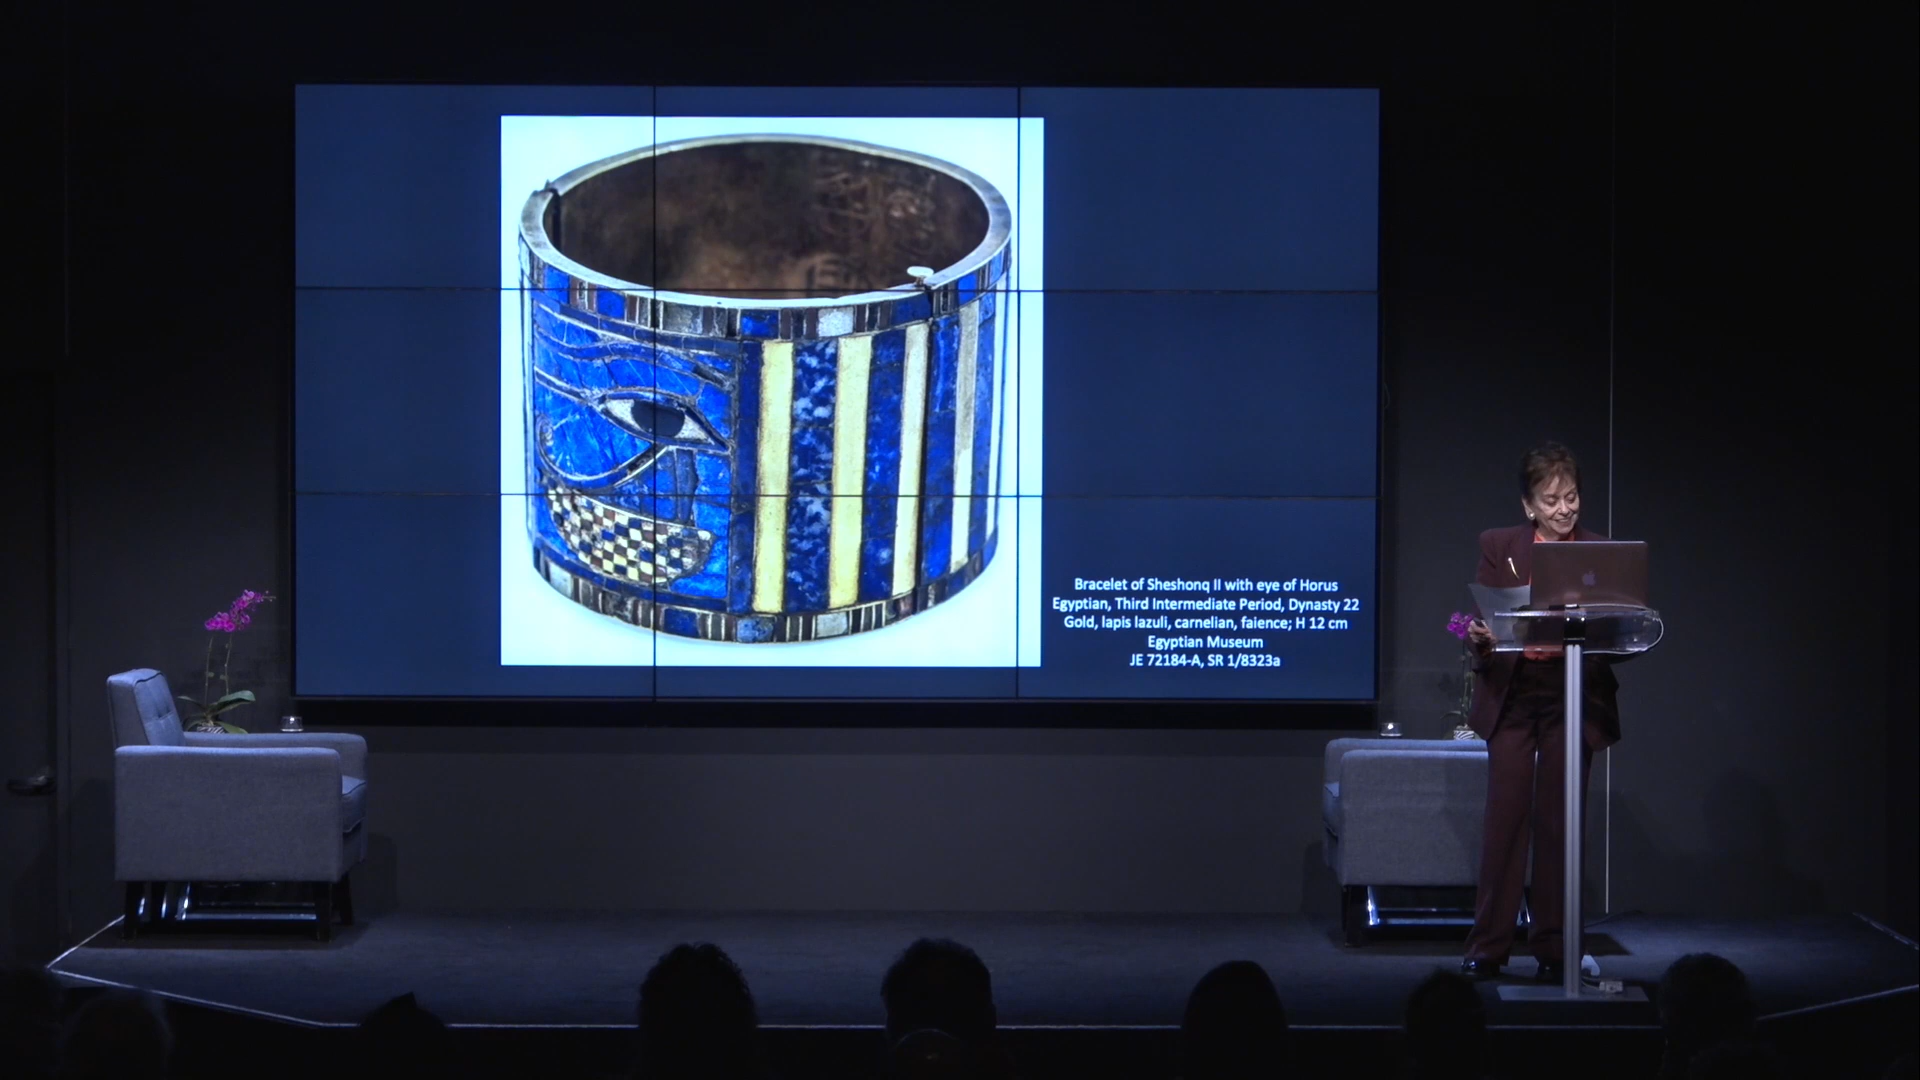 Bracelet of Sheshonq II with eye of Horus
Egyptian, Third Intermediate Period, Dynasty 22
Gold, lapis lazuli, carnelian, faience; H 12 cm
Egyptian Museum
JE 72184-A, SR 1/8323a